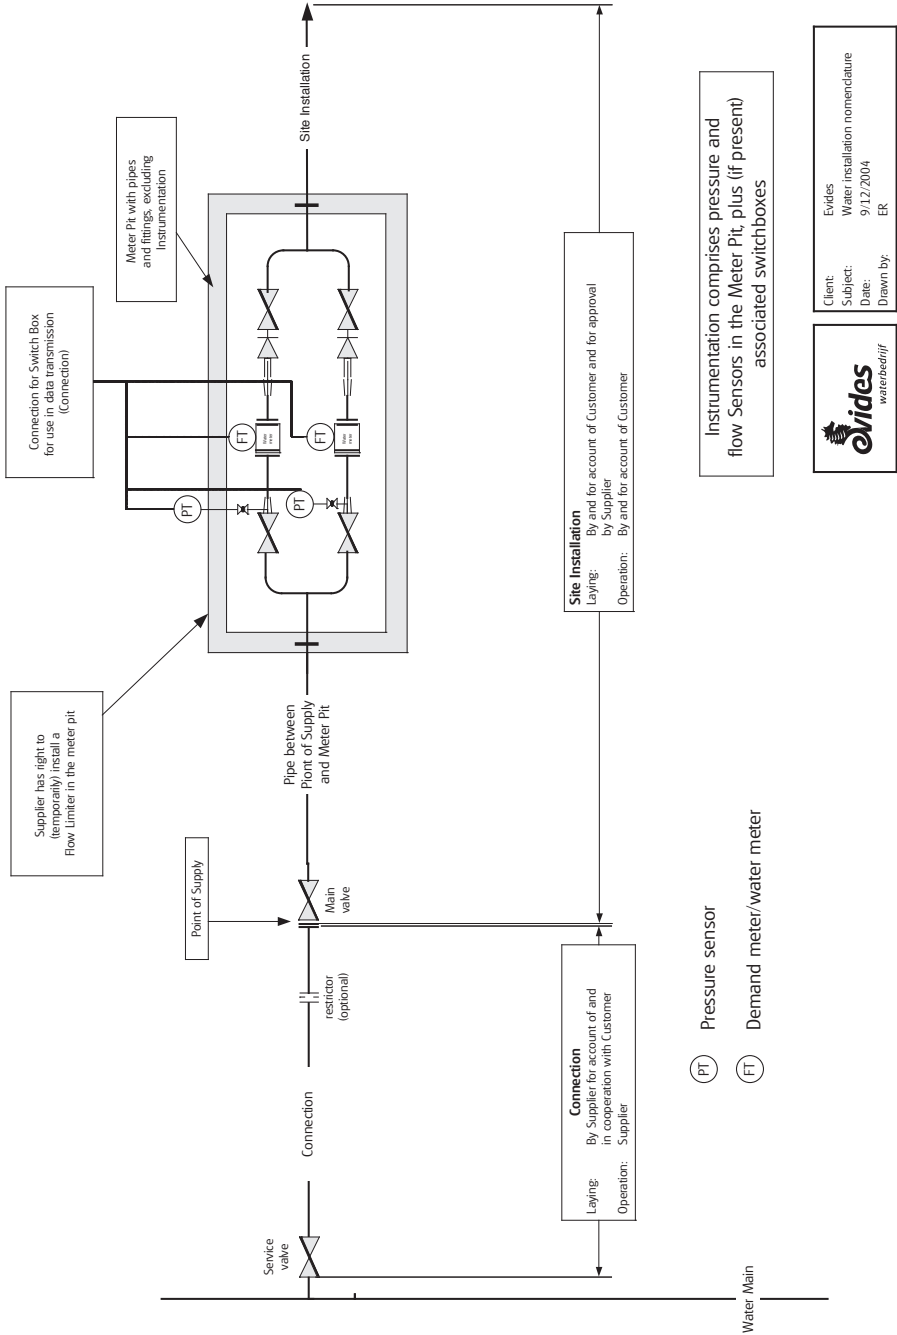 Supplier has right to
(temporarily) install a
Flow Limiter in the meter pit
Connection for Switch Box
for use in data transmission
(Connection)
Meter Pit with pipes
and fittings, excluding
Instrumentation
Point of Supply
PT
FT
Water
meter
PT
FT
Water
meter
Service
valve
Connection
restrictor
(optional)
Main
valve
Pipe between
Piont of Supply
and Meter Pit
Site Installation
Connection
Laying: By Supplier for account of and
in cooperation with Customer
Operation: Supplier
Site Installation
Laying: By and for account of Customer and for approval
by Supplier
Operation: By and for account of Customer
Water Main
PT Pressure sensor
FT Demand meter/water meter
Instrumentation comprises pressure and
flow Sensors in the Meter Pit, plus (if present)
associated switchboxes
evides
waterbedrijf
Client: Evides
Subject: Water installation nomenclature
Date: 9/12/2004
Drawn by: ER